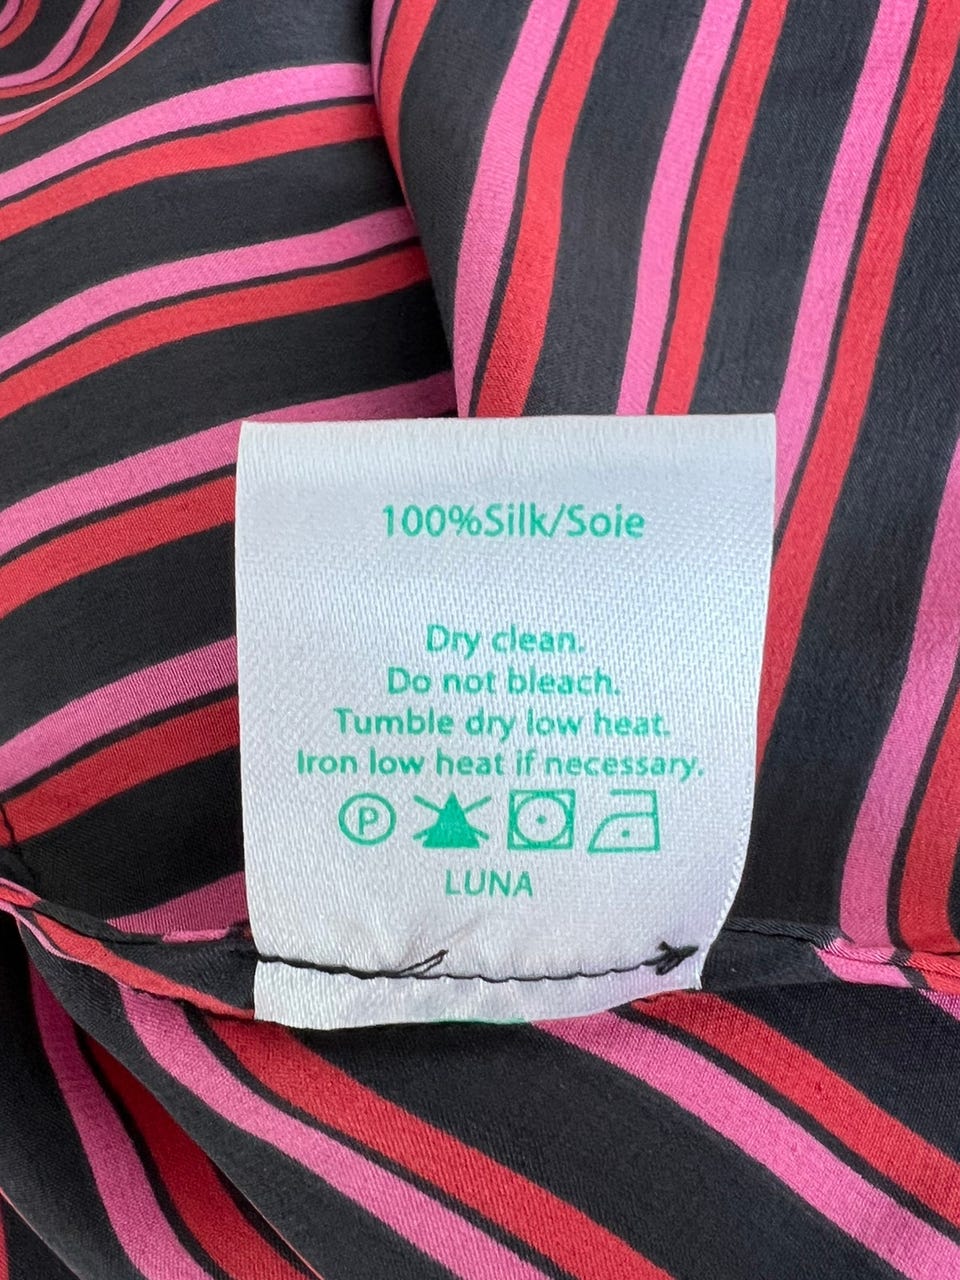 100%Silk/Soie
Dry clean.
Do not bleach.
Tumble dry low heat.
Iron low heat if necessary.
P
LUNA